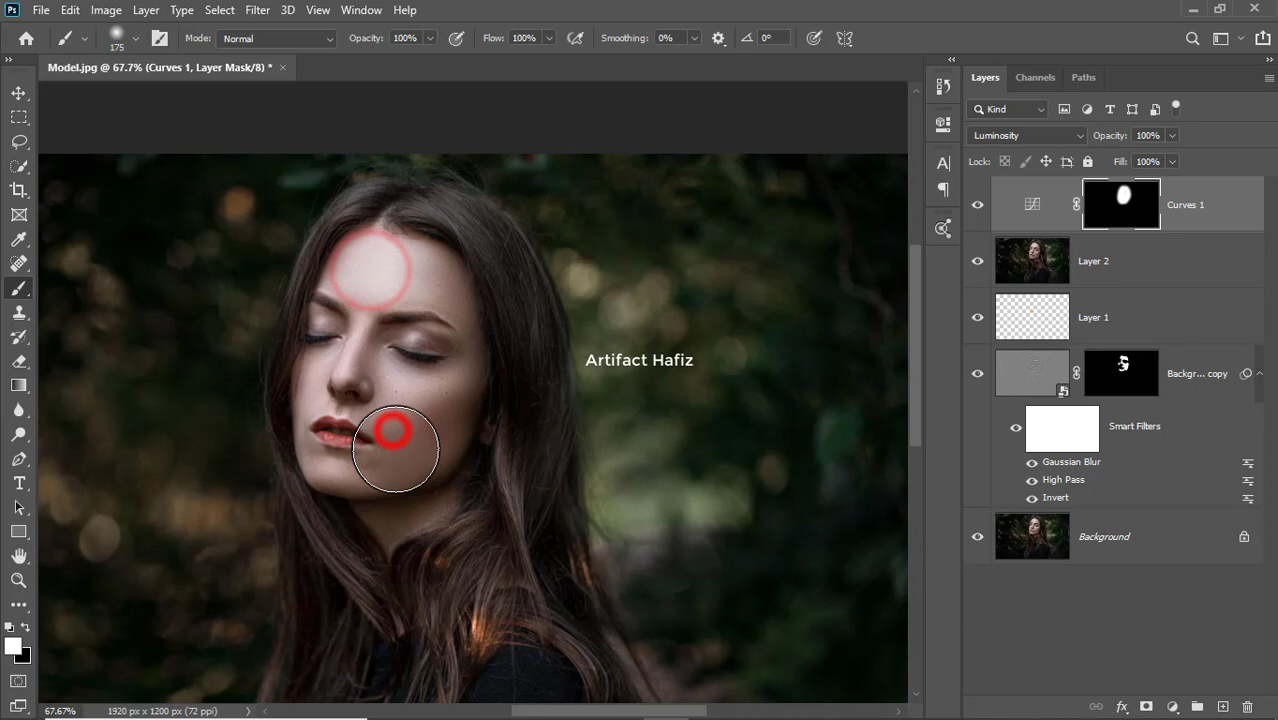 Ps File Edit Image Layer Type Select Filter 3D View Window Help
175 Mode: Normal Opacity: 100% Flow: 100% Smoothing: 0% 0°
Model.jpg @ 67.7% (Curves 1, Layer Mask/8) *
Layers Channels Paths
Kind
Luminosity Opacity: 100%
Lock: Fill: 100%
Curves 1
Layer 2
Layer 1
Backgr... copy
Smart Filters
Gaussian Blur
High Pass
Invert
Background
Artifact Hafiz
67.67% 1920 px x 1200 px (72 ppi)